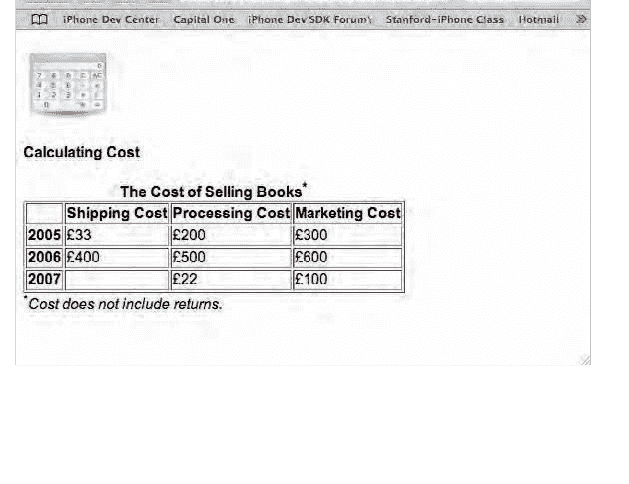 iPhone Dev Center Capital One iPhone Dev SDK Forum\ Stanford-iPhone Class Hotmail »
Calculating Cost
The Cost of Selling Books*
Shipping Cost Processing Cost Marketing Cost
2005 £33 £200 £300
2006 £400 £500 £600
2007 £22 £100
*Cost does not include returns.